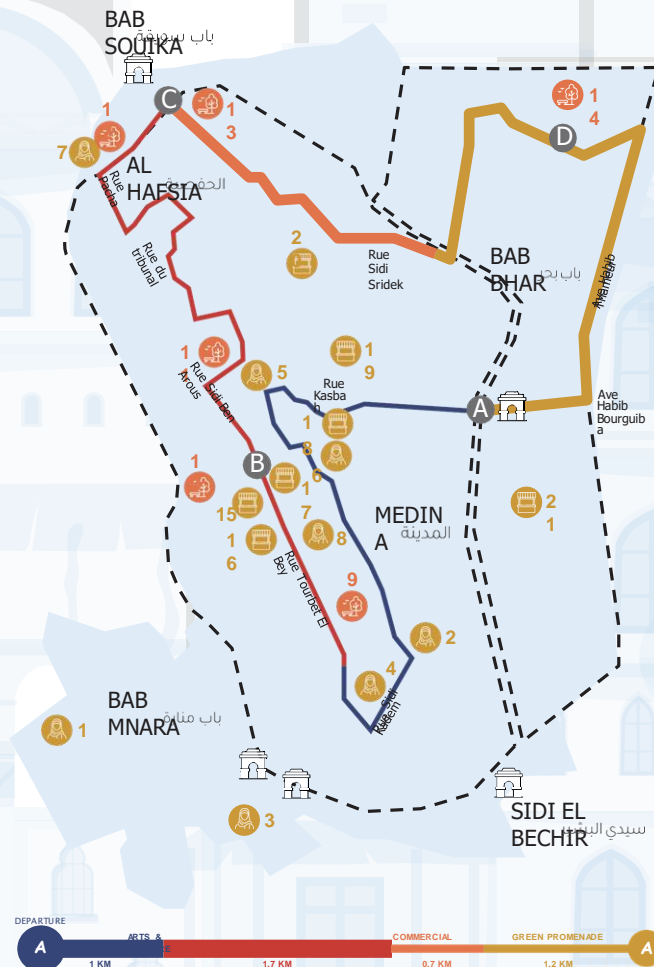 BAB
SOUIKA
باب سويقة
C
1
3
1
7
AL
HAFSIA
الحفصية
Rue
Pacha
Rue du
tribunal
1
4
D
2
Rue
Sidi
Sridek
BAB
BHAR
باب بحر
Ave Habib
1
1
9
5
Rue Sidi Ben
Arous
Rue
Kasba
h
A
Ave
Habib
Bourguib
a
1
8
6
B
1
7
1
15
1
6
8
MEDIN
A
المدينة
2
1
Rue Tourbet El
Bey
9
2
4
Rue Sidi
Kasem
BAB
MNARA
باب منارة
1
3
SIDI EL
BECHIR
سيدي البشير
DEPARTURE
ARTS &
COMMERCIAL
GREEN PROMENADE
A
A
1 KM
1.7 KM
0.7 KM
1.2 KM